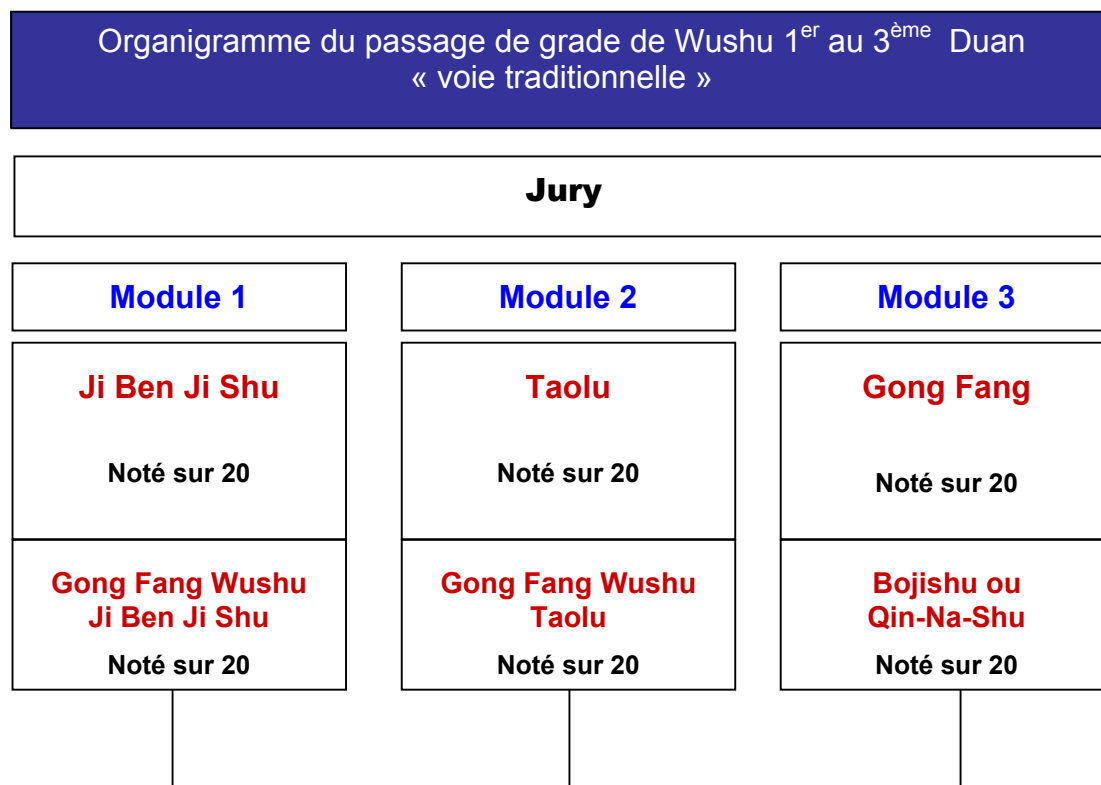 Organigramme du passage de grade de Wushu 1er au 3ème Duan
« voie traditionnelle »
Jury
Module 1
Module 2
Module 3
Ji Ben Ji Shu
Noté sur 20
Taolu
Noté sur 20
Gong Fang
Noté sur 20
Gong Fang Wushu
Ji Ben Ji Shu
Noté sur 20
Gong Fang Wushu
Taolu
Noté sur 20
Bojishu ou
Qin-Na-Shu
Noté sur 20